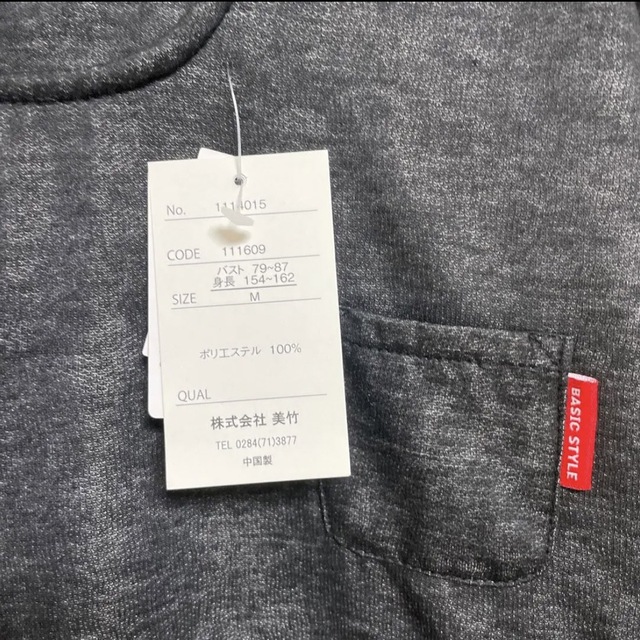 No. 1114015
CODE 111609
バスト 79~87
身長 154~162
SIZE M
ポリエステル 100%
QUAL
株式会社 美竹
TEL 0284(71)3877
中国製
BASIC STYLE